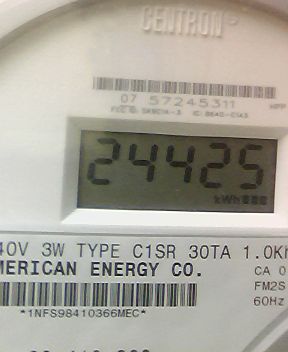 CENTRON
07 57245311
24425
kWh
40V 3W TYPE C1SR 30TA 1.0Kh
MERICAN ENERGY CO.
CA 0
FM2S
60Hz
*1NFS98410366MEC*